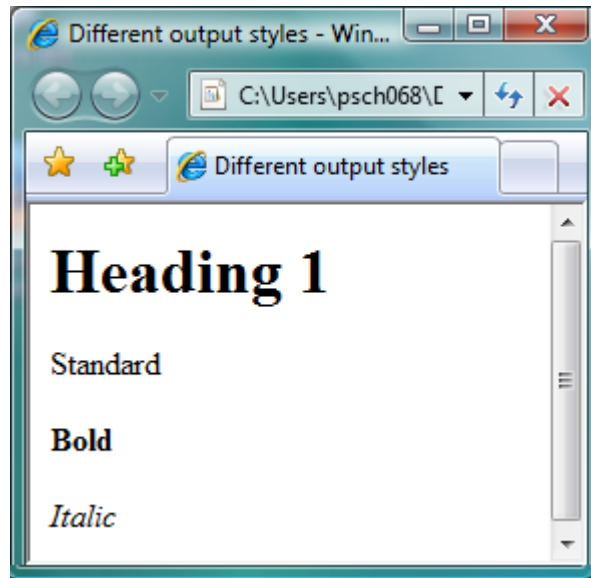 Different output styles - Win...
C:\Users\psch068\D
Different output styles
Heading 1
Standard
Bold
Italic